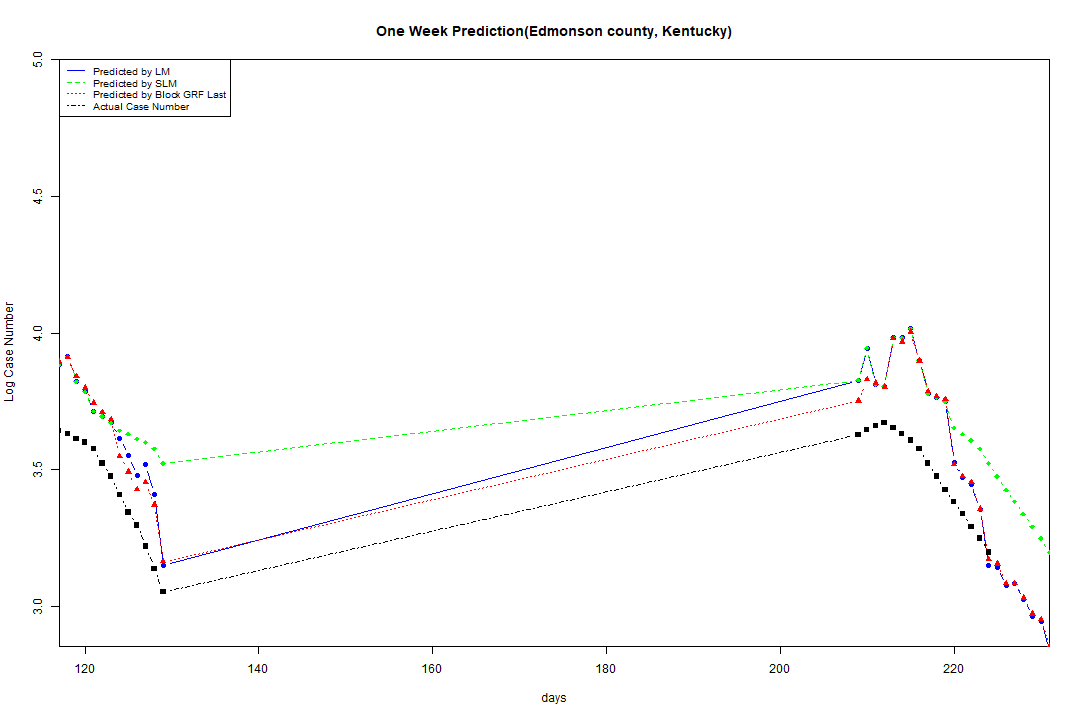 One Week Prediction(Edmonson county, Kentucky)
Predicted by LM
Predicted by SLM
Predicted by Block GRF Last
Actual Case Number
5.0
4.5
4.0
3.5
3.0
Log Case Number
120 140 160 180 200 220
days